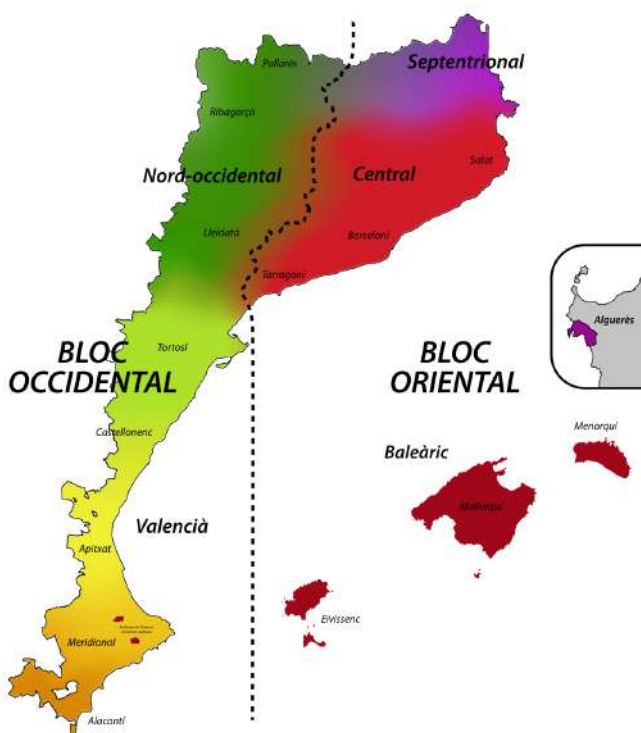 Pallarès
Septentrional
Ribagorçà
Salat
Nord-occidental
Central
Lleidatà
Barceloní
Tarragoní
Alguerès
BLOC
OCCIDENTAL
Tortosí
BLOC
ORIENTAL
Castellonenc
Menorquí
Baleàric
Mallorquí
Valencià
Apitxat
Eivissenc
Meridional
Alacantí